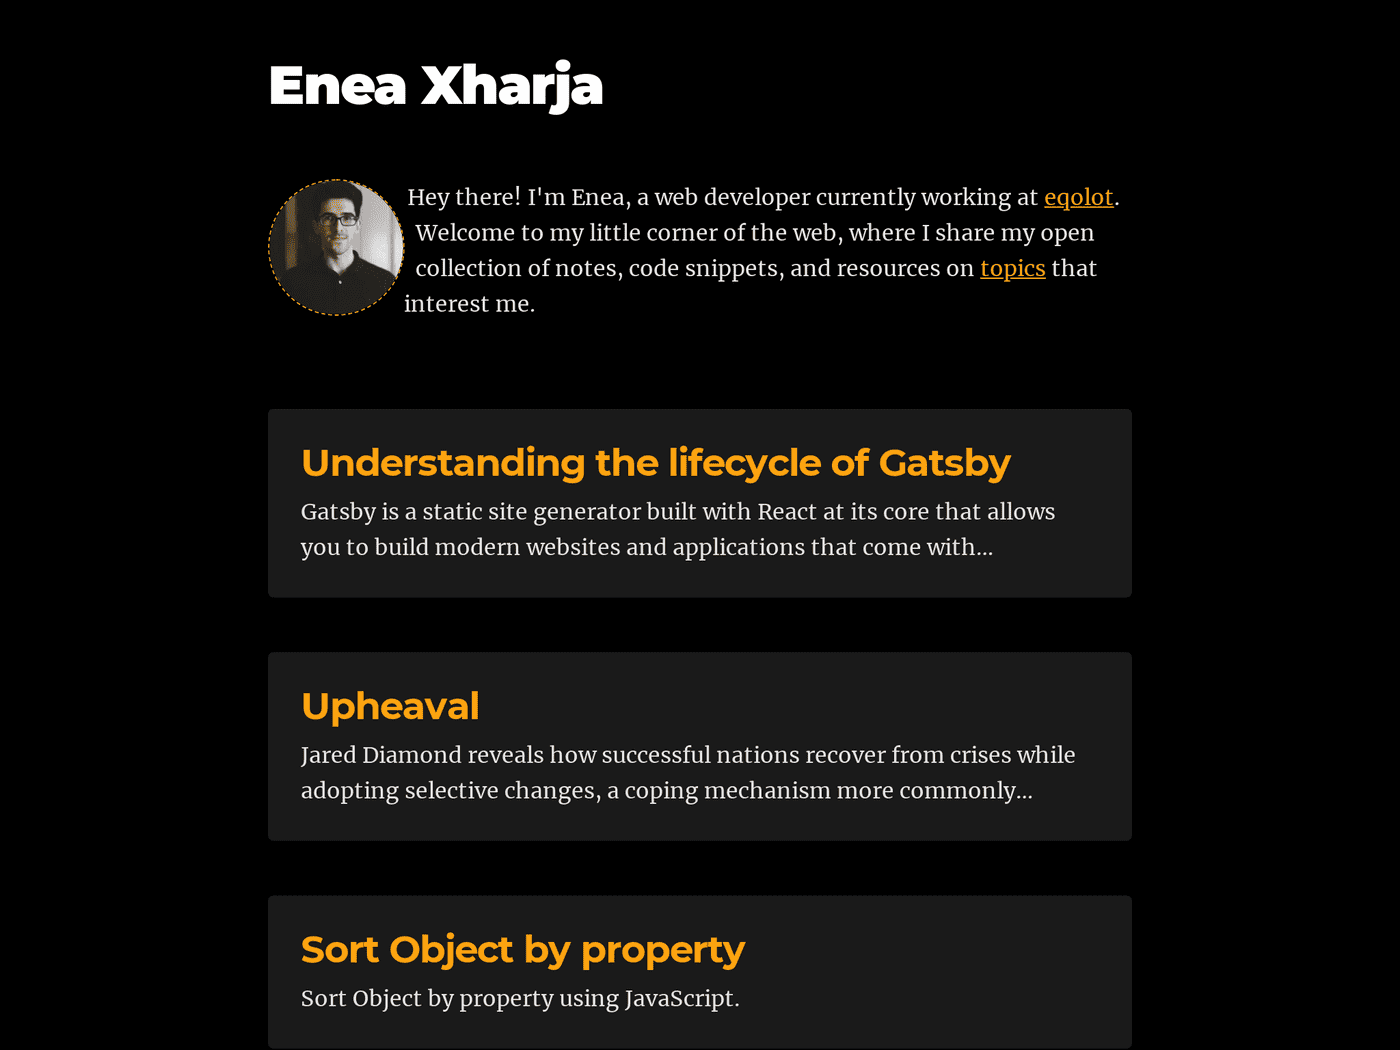 Enea Xharja
Hey there! I'm Enea, a web developer currently working at eqolot.
Welcome to my little corner of the web, where I share my open
collection of notes, code snippets, and resources on topics that
interest me.
Understanding the lifecycle of Gatsby
Gatsby is a static site generator built with React at its core that allows
you to build modern websites and applications that come with...
Upheaval
Jared Diamond reveals how successful nations recover from crises while
adopting selective changes, a coping mechanism more commonly...
Sort Object by property
Sort Object by property using JavaScript.